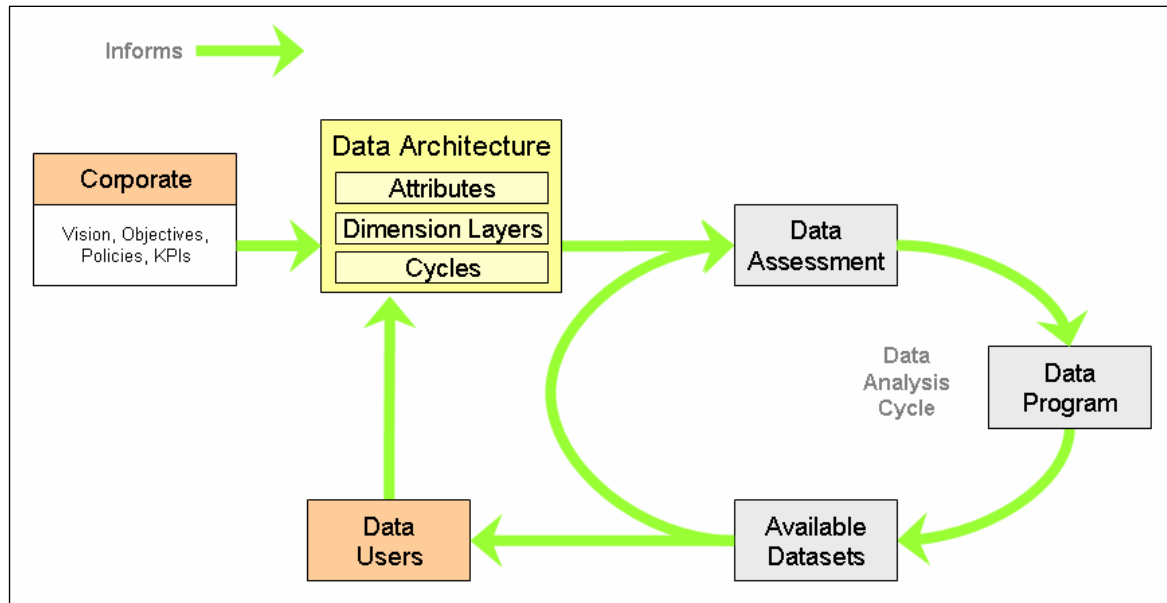 Informs
Data Architecture
Attributes
Dimension Layers
Cycles
Corporate
Vision, Objectives,
Policies, KPIs
Data
Assessment
Data
Analysis
Cycle
Data
Program
Data
Users
Available
Datasets